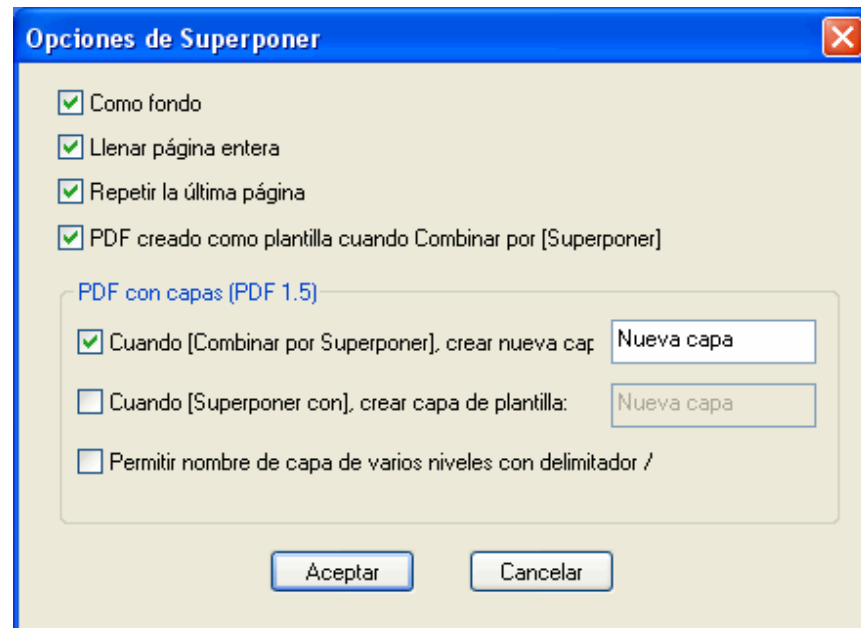 Opciones de Superponer
Como fondo
Llenar página entera
Repetir la última página
PDF creado como plantilla cuando Combinar por [Superponer]
PDF con capas (PDF 1.5)
Cuando [Combinar por Superponer], crear nueva cap Nueva capa
Cuando [Superponer con], crear capa de plantilla: Nueva capa
Permitir nombre de capa de varios niveles con delimitador /
Aceptar Cancelar